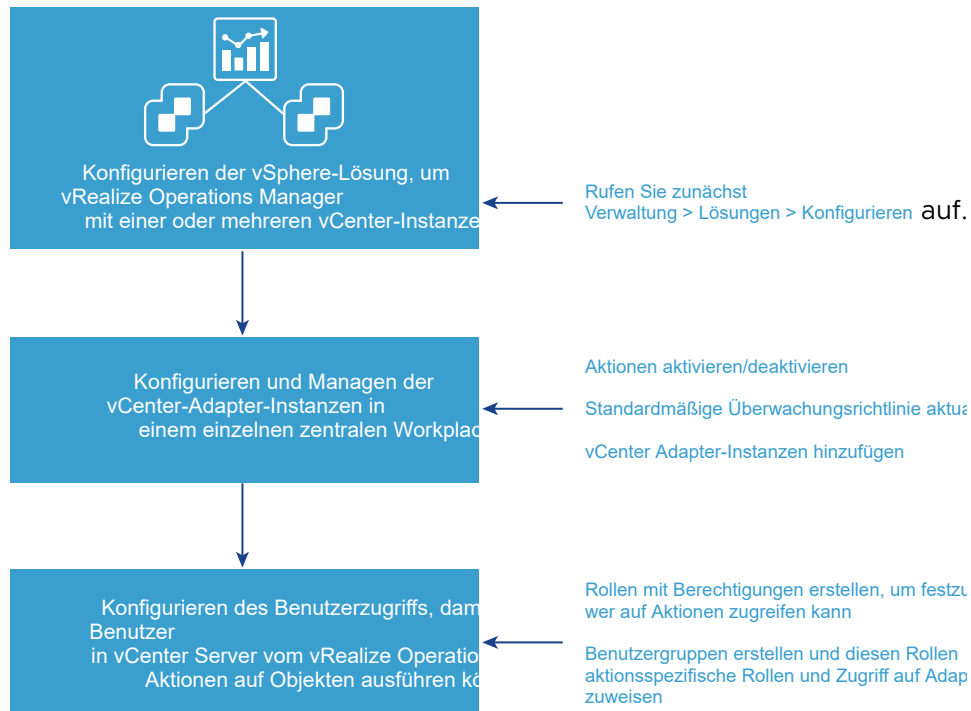 Konfigurieren der vSphere-Lösung, um
vRealize Operations Manager
mit einer oder mehreren vCenter-Instanze
Rufen Sie zunächst
Verwaltung > Lösungen > Konfigurieren auf.
Konfigurieren und Managen der
vCenter-Adapter-Instanzen in
einem einzelnen zentralen Workplac
Aktionen aktivieren/deaktivieren
Standardmäßige Überwachungsrichtlinie aktua
vCenter Adapter-Instanzen hinzufügen
Konfigurieren des Benutzerzugriffs, dam
Benutzer
in vCenter Server vom vRealize Operatio
Aktionen auf Objekten ausführen kö
Rollen mit Berechtigungen erstellen, um festzu
wer auf Aktionen zugreifen kann
Benutzergruppen erstellen und diesen Rollen
aktionsspezifische Rollen und Zugriff auf Adap
zuweisen